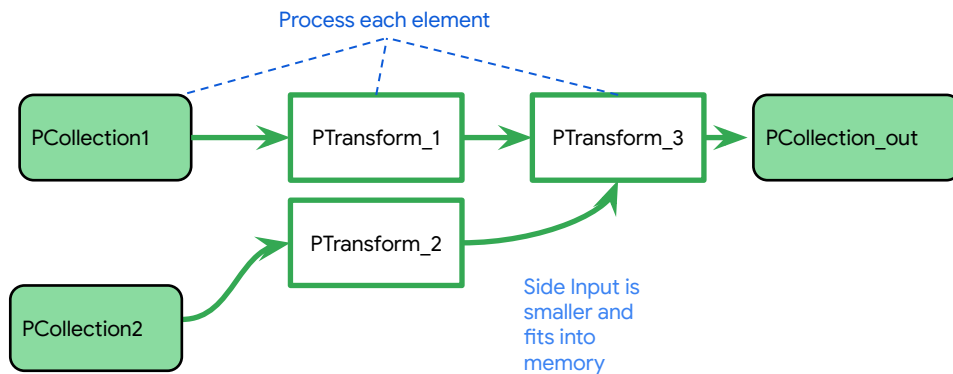 Process each element
PCollection1
PTransform_1
PTransform_3
PCollection_out
PTransform_2
PCollection2
Side Input is
smaller and
fits into
memory